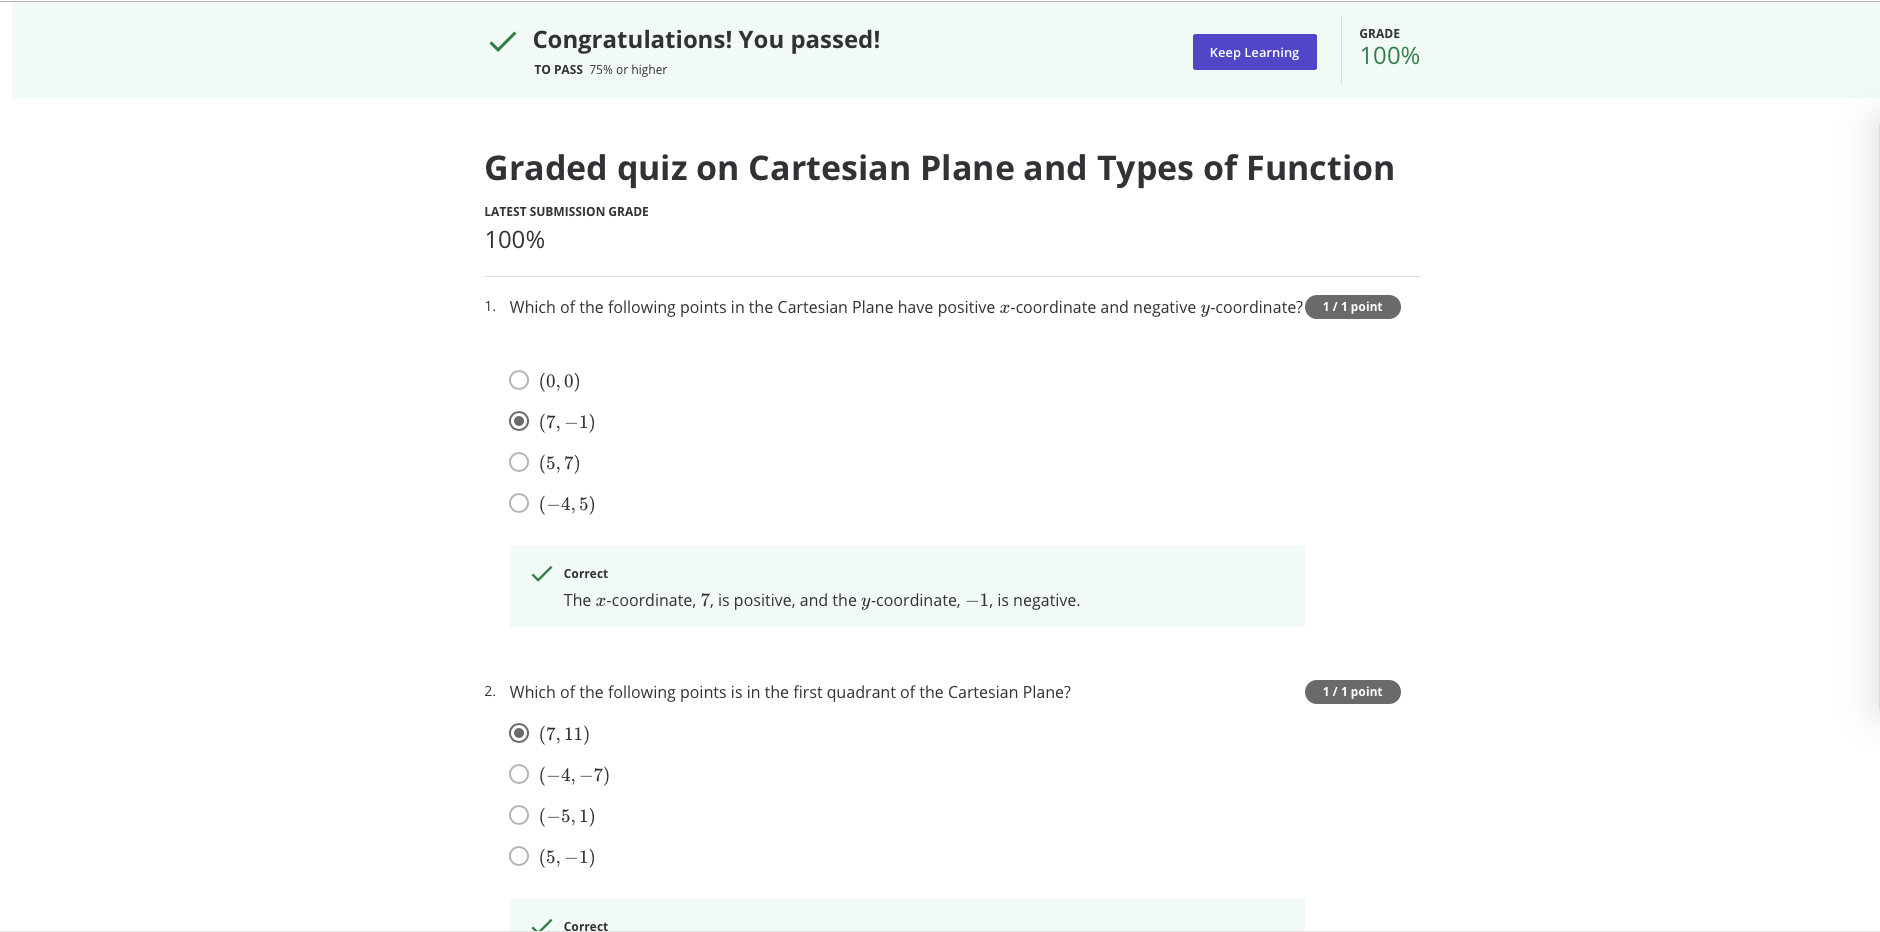 Congratulations! You passed!
TO PASS 75% or higher
Keep Learning
GRADE
100%
Graded quiz on Cartesian Plane and Types of Function
LATEST SUBMISSION GRADE
100%
1. Which of the following points in the Cartesian Plane have positive x-coordinate and negative y-coordinate? 1 / 1 point
(0, 0)
(7, −1)
(5, 7)
(−4, 5)
Correct
The x-coordinate, 7, is positive, and the y-coordinate, −1, is negative.
2. Which of the following points is in the first quadrant of the Cartesian Plane? 1 / 1 point
(7, 11)
(−4, −7)
(−5, 1)
(5, −1)
Correct